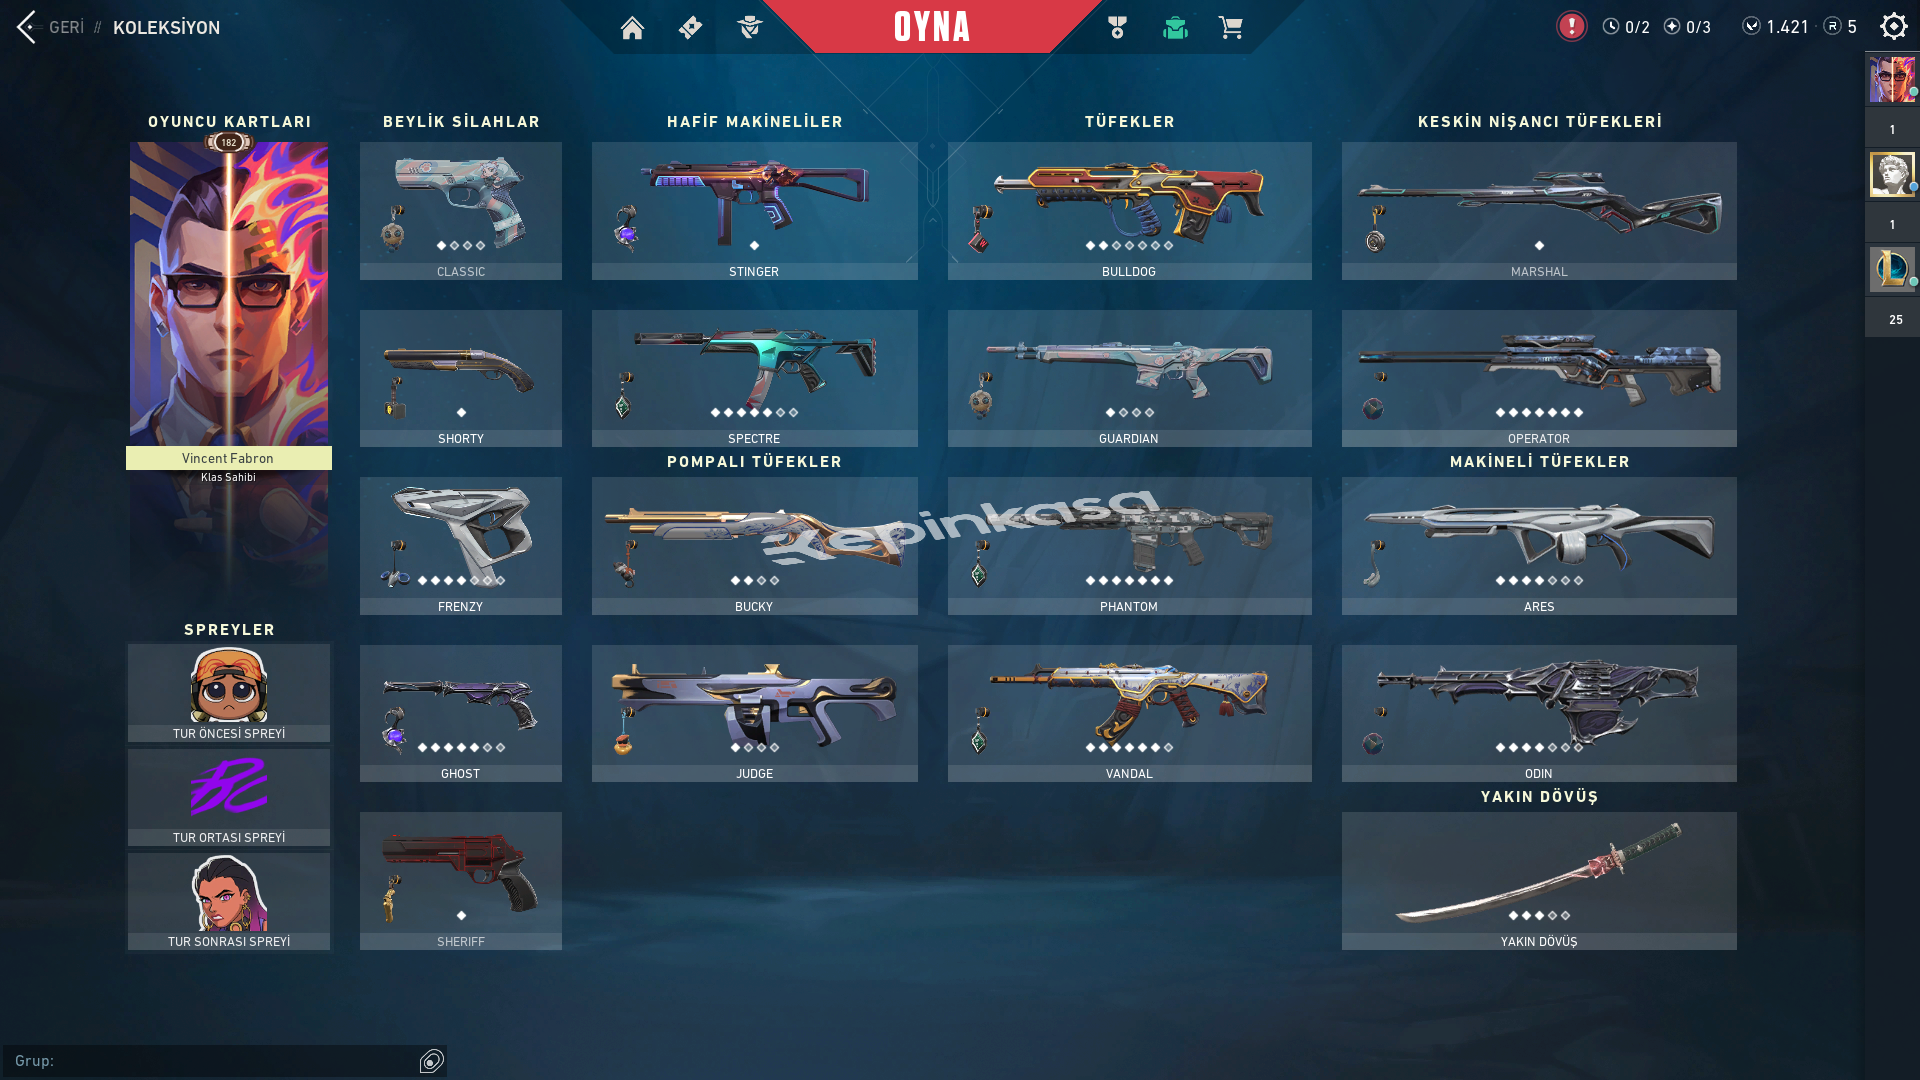 GERİ // KOLEKSİYON
OYNA
0/2 0/3 1.421 R 5
OYUNCU KARTLARI
182
Vincent Fabron
Klas Sahibi
SPREYLER
TUR ÖNCESİ SPREYİ
TUR ORTASI SPREYİ
TUR SONRASI SPREYİ
BEYLİK SİLAHLAR
CLASSIC
SHORTY
FRENZY
GHOST
SHERIFF
HAFİF MAKİNELİLER
STINGER
SPECTRE
POMPALI TÜFEKLER
BUCKY
JUDGE
TÜFEKLER
BULLDOG
GUARDIAN
PHANTOM
VANDAL
KESKİN NİŞANCI TÜFEKLERİ
MARSHAL
OPERATOR
MAKİNELİ TÜFEKLER
ARES
ODIN
YAKIN DÖVÜŞ
YAKIN DÖVÜŞ
1
1
25
epinkasa
Grup: